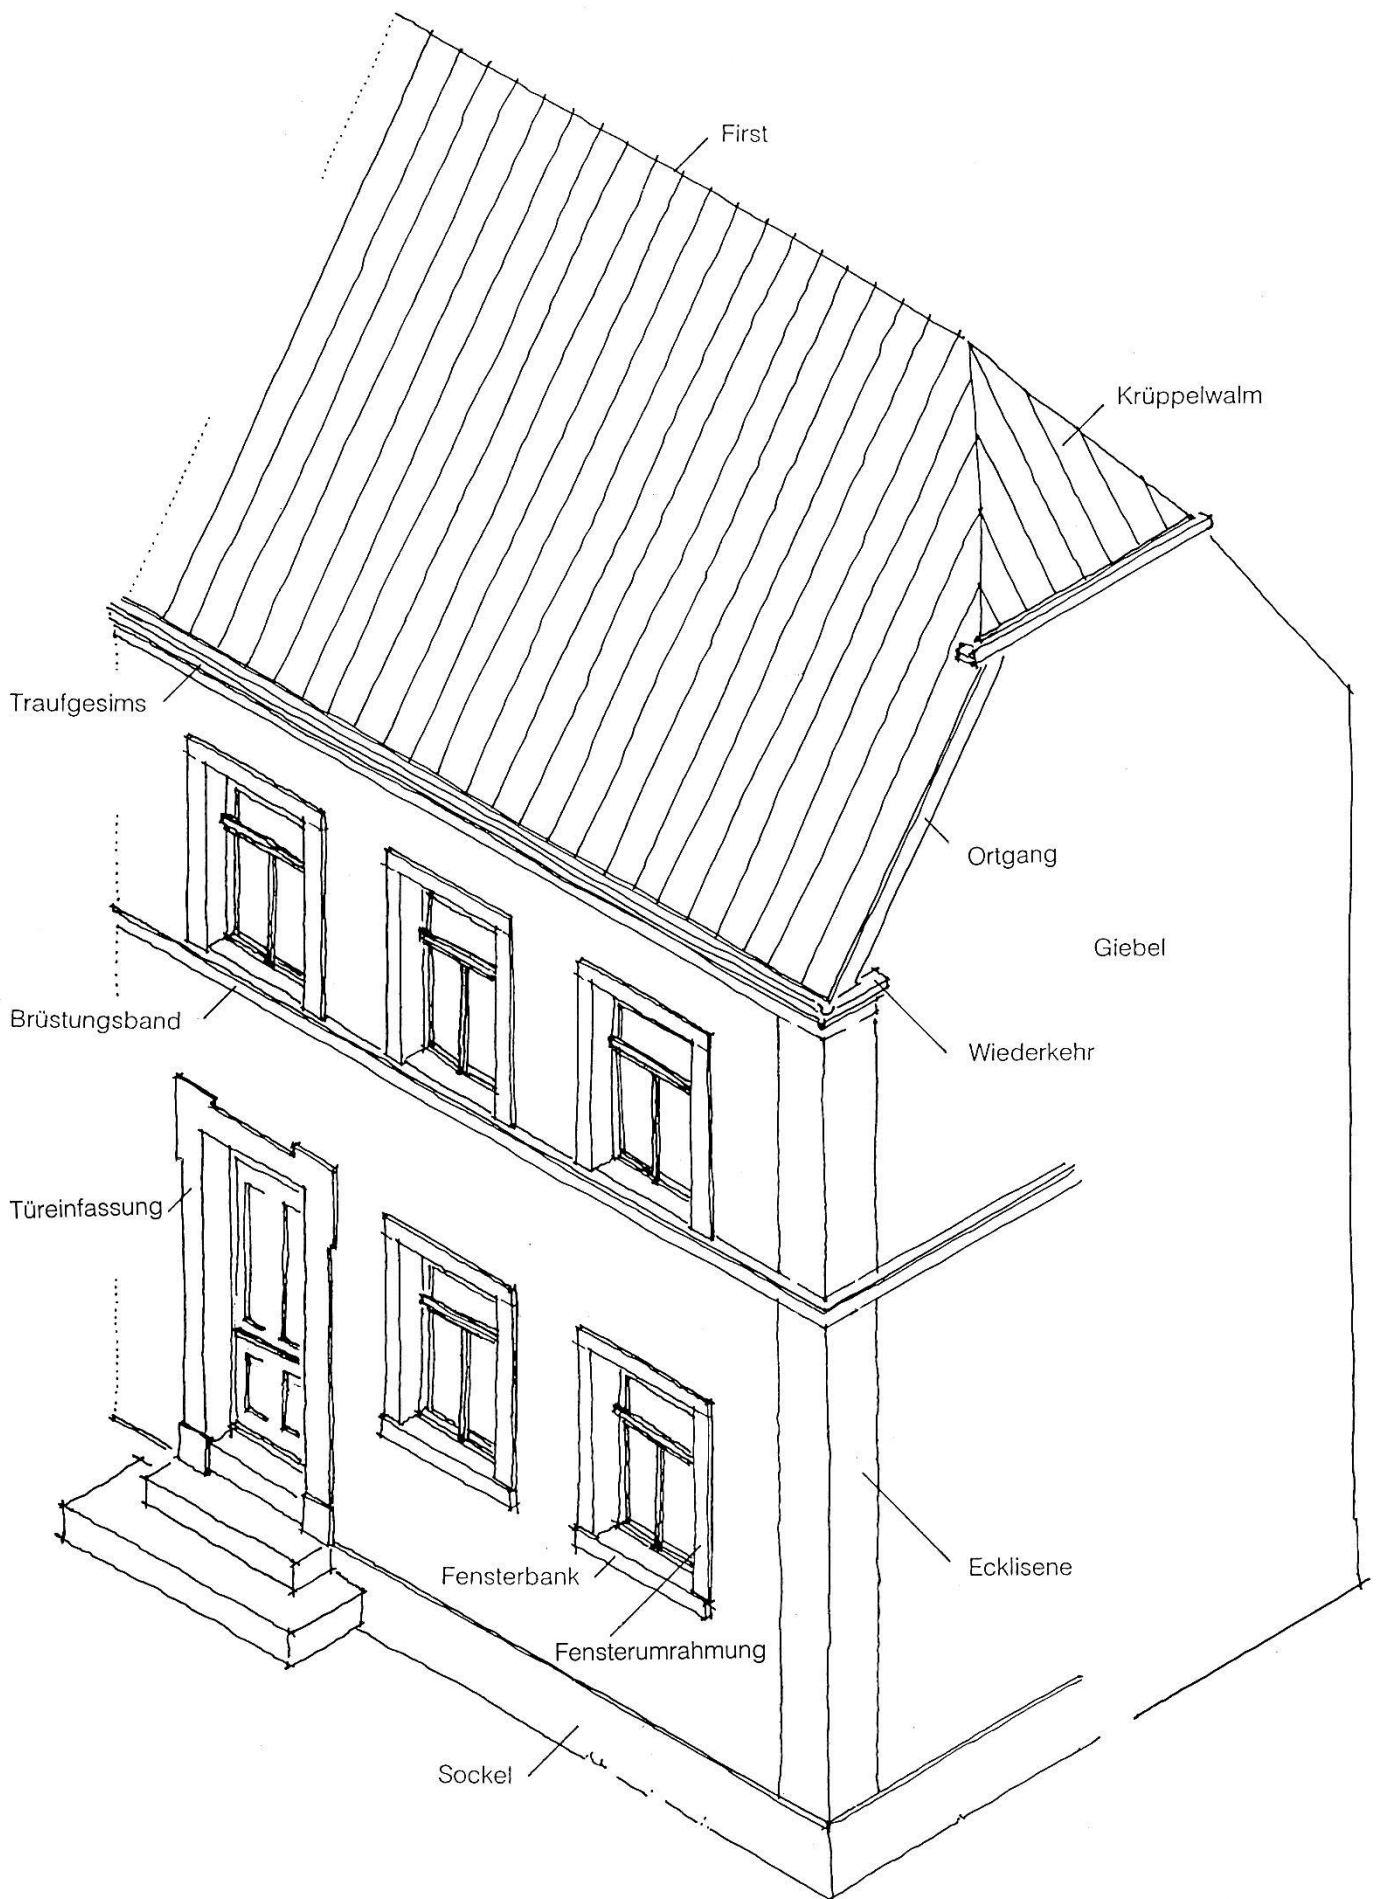 First
Krüppelwalm
Traufgesims
Ortgang
Giebel
Brüstungsband
Wiederkehr
Türeinfassung
Ecklisene
Fensterbank
Fensterumrahmung
Sockel